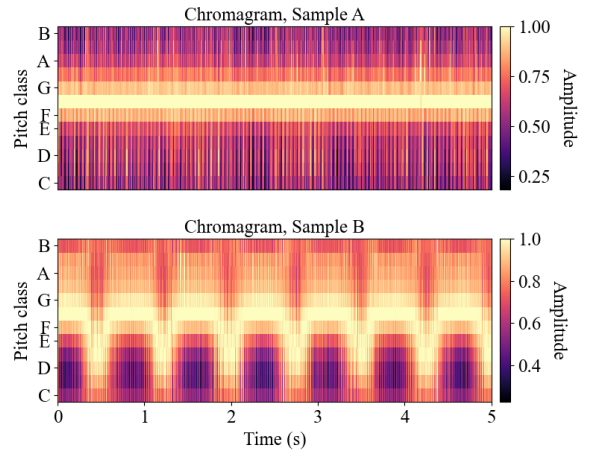 Chromagram, Sample A
Pitch class
B
A
G
F
E
D
C
1.00
0.75
0.50
0.25
Amplitude
Chromagram, Sample B
Pitch class
B
A
G
F
E
D
C
0 1 2 3 4 5
Time (s)
1.0
0.8
0.6
0.4
Amplitude